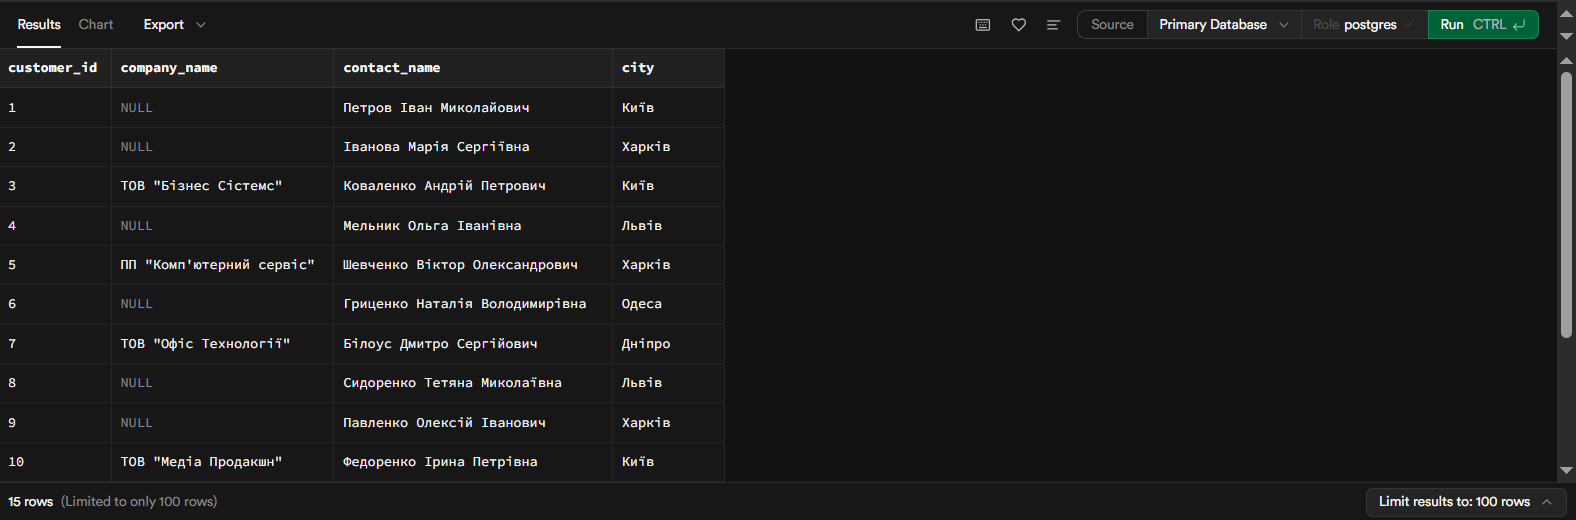 Results Chart Export Source Primary Database Role postgres Run CTRL
customer_id company_name contact_name city
1 NULL Петров Іван Миколайович Київ
2 NULL Іванова Марія Сергіївна Харків
3 ТОВ "Бізнес Сістемс" Коваленко Андрій Петрович Київ
4 NULL Мельник Ольга Іванівна Львів
5 ПП "Комп'ютерний сервіс" Шевченко Віктор Олександрович Харків
6 NULL Гриценко Наталія Володимирівна Одеса
7 ТОВ "Офіс Технології" Білоус Дмитро Сергійович Дніпро
8 NULL Сидоренко Тетяна Миколаївна Львів
9 NULL Павленко Олексій Іванович Харків
10 ТОВ "Медіа Продакшн" Федоренко Ірина Петрівна Київ
15 rows (Limited to only 100 rows) Limit results to: 100 rows